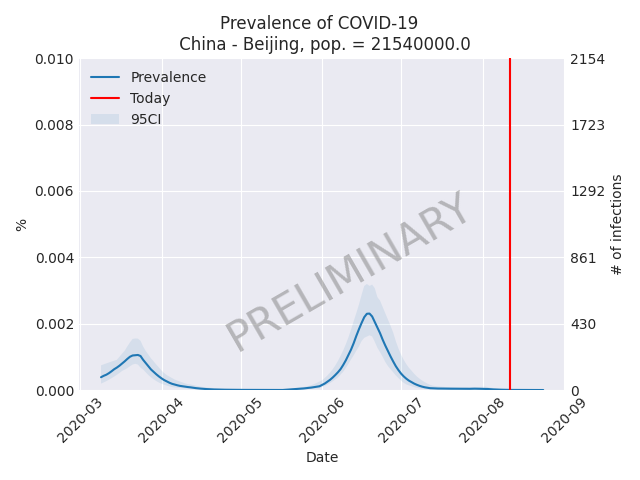 Prevalence of COVID-19
China - Beijing, pop. = 21540000.0
0.010
0.008
0.006
0.004
0.002
0.000
%
Prevalence
Today
95CI
PRELIMINARY
2154
1723
1292
861
430
0
# of infections
2020-03
2020-04
2020-05
2020-06
2020-07
2020-08
2020-09
Date